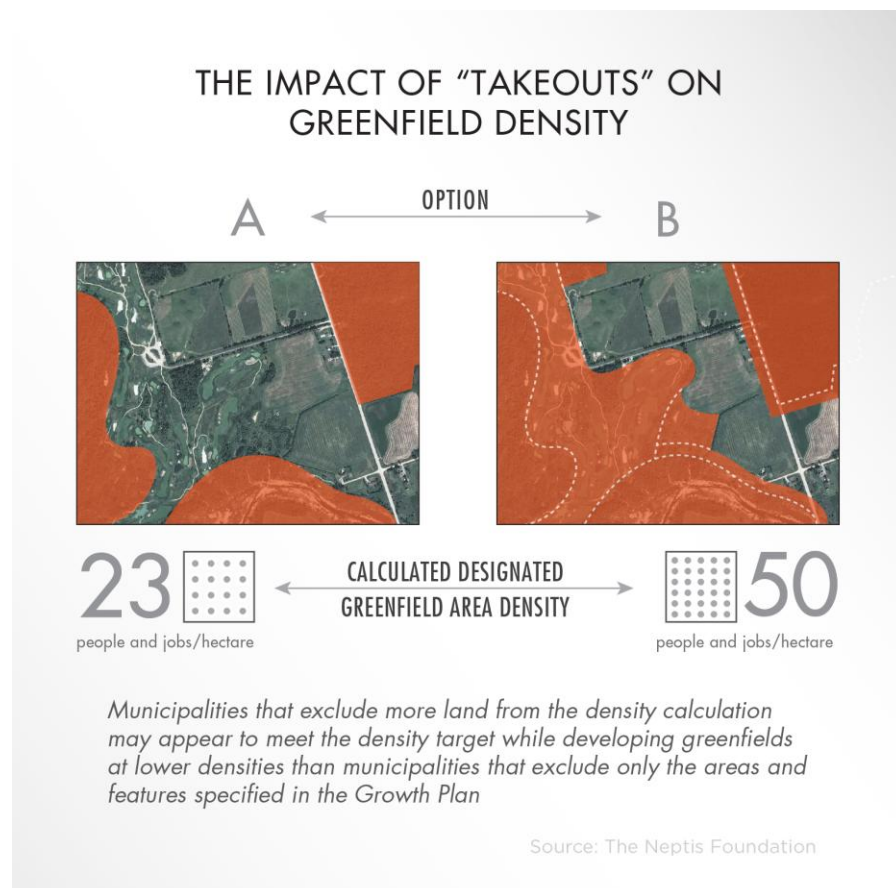 THE IMPACT OF “TAKEOUTS” ON
GREENFIELD DENSITY
A
OPTION
B
23
people and jobs/hectare
CALCULATED DESIGNATED
GREENFIELD AREA DENSITY
50
people and jobs/hectare
Municipalities that exclude more land from the density calculation
may appear to meet the density target while developing greenfields
at lower densities than municipalities that exclude only the areas and
features specified in the Growth Plan
Source: The Neptis Foundation